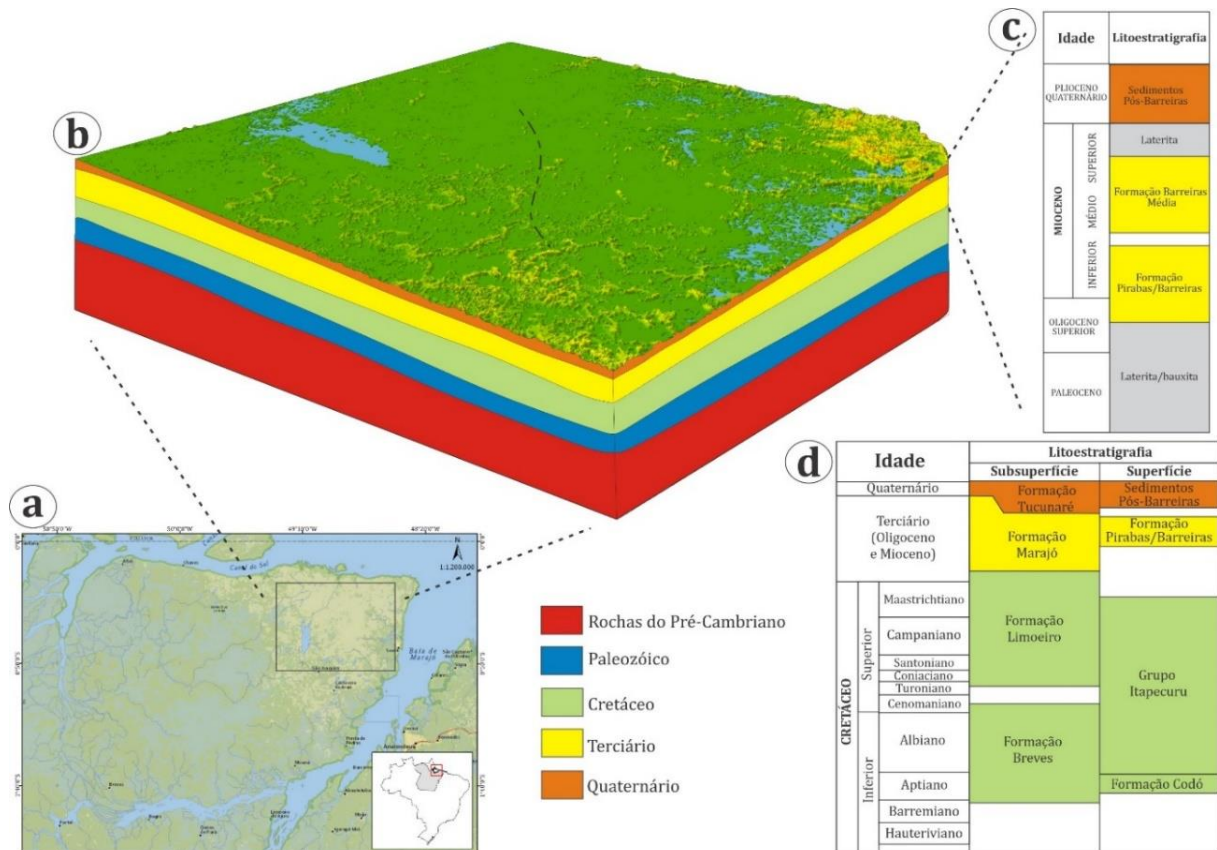 a
Canal do Sul
Baía de
Marajó
N
1:1.200.000
b
Rochas do Pré-Cambriano
Paleozóico
Cretáceo
Terciário
Quaternário
c
Idade
Litoestratigrafia
PLIOCENO
QUATERNÁRIO
Sedimentos
Pós-Barreiras
MIOCENO
SUPERIOR
MÉDIO
INFERIOR
Laterita
Formação Barreiras
Média
Formação
Pirabas/Barreiras
OLIGOCENO
SUPERIOR
PALEOCENO
Laterita/bauxita
d
Idade
Litoestratigrafia
Subsuperfície
Superfície
Quaternário
Formação
Tucunaré
Sedimentos
Pós-Barreiras
Terciário
(Oligoceno
e Mioceno)
Formação
Marajó
Formação
Pirabas/Barreiras
CRETÁCEO
Superior
Maastrichtiano
Campaniano
Santoniano
Coniaciano
Turoniano
Cenomaniano
Formação
Limoeiro
Grupo
Itapecuru
Inferior
Albiano
Aptiano
Barremiano
Hauteriviano
Formação
Breves
Formação Codó